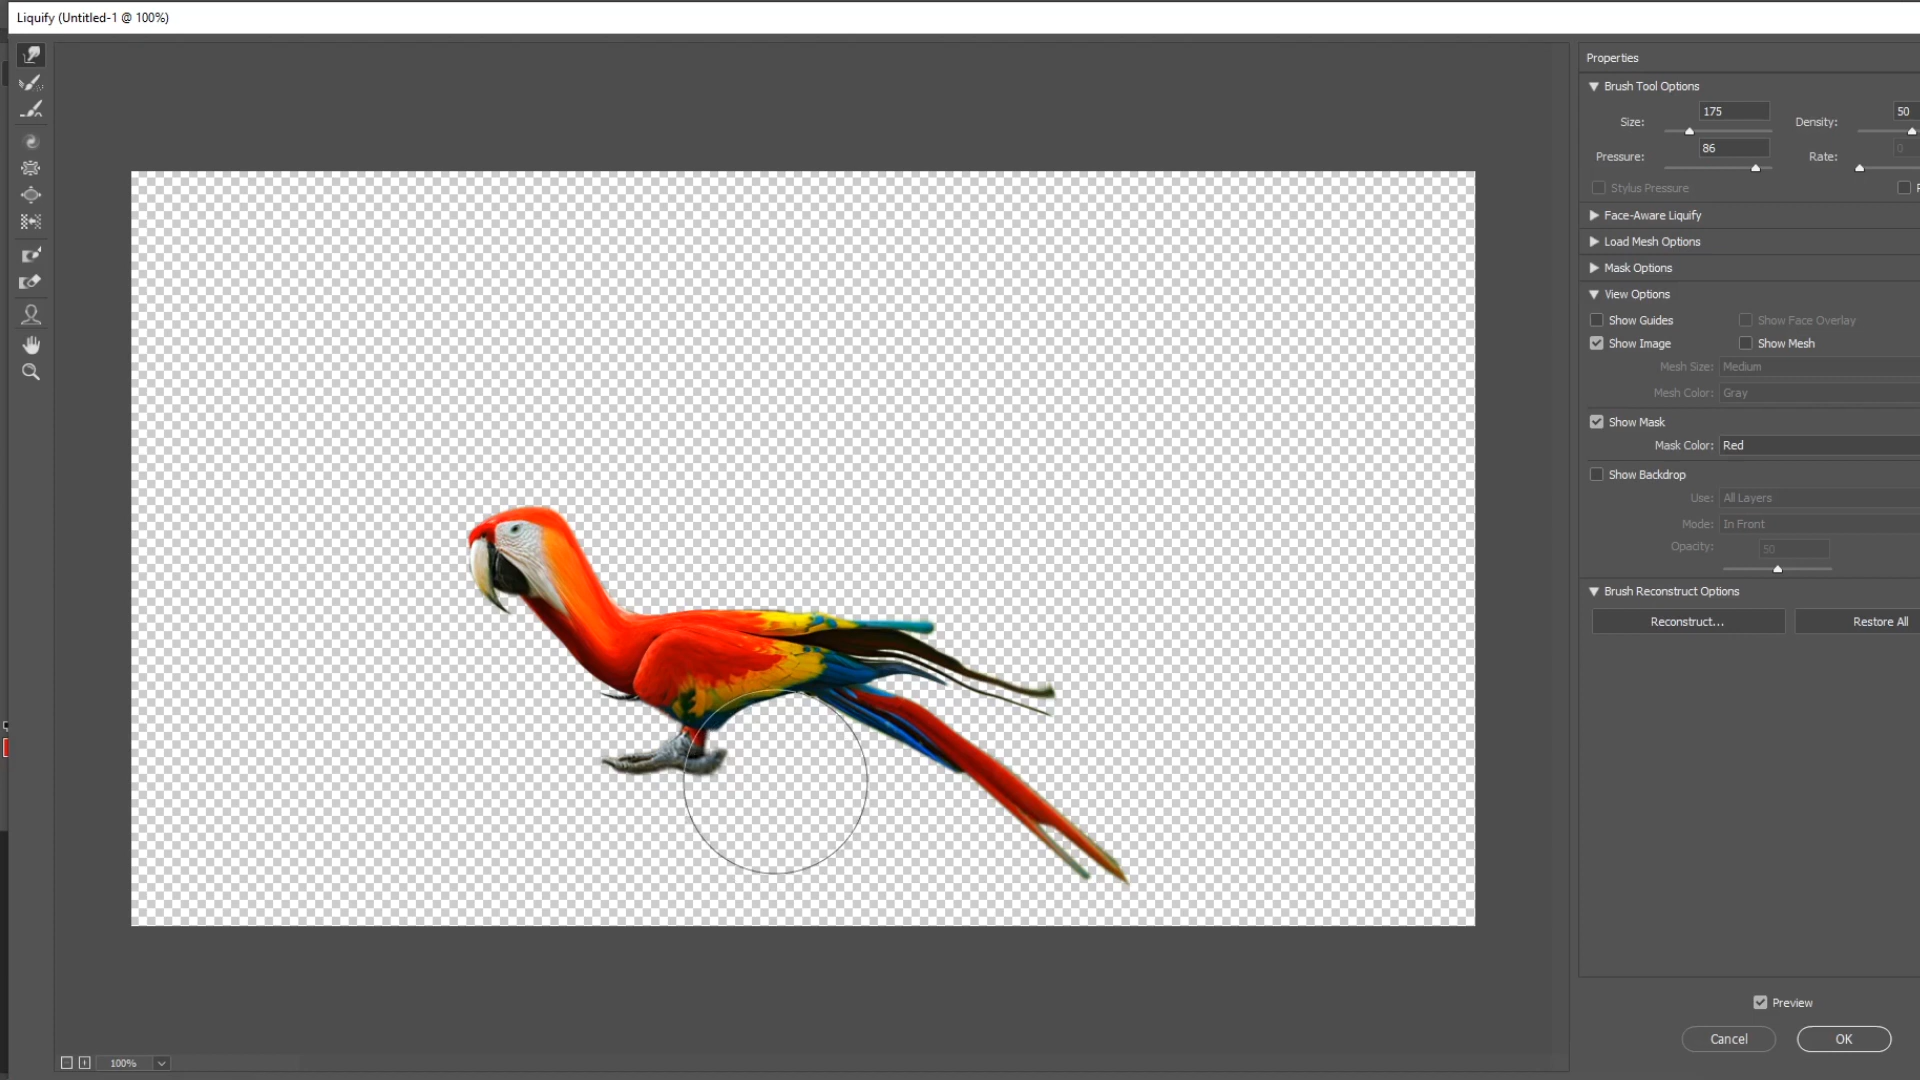 Liquify (Untitled-1 @ 100%)
Properties
Brush Tool Options
Size: 175 Density: 50
Pressure: 86 Rate: 0
Stylus Pressure
Face-Aware Liquify
Load Mesh Options
Mask Options
View Options
Show Guides Show Face Overlay
Show Image Show Mesh
Mesh Size: Medium
Mesh Color: Gray
Show Mask
Mask Color: Red
Show Backdrop
Use: All Layers
Mode: In Front
Opacity: 50
Brush Reconstruct Options
Reconstruct... Restore All
Preview
Cancel OK
100%